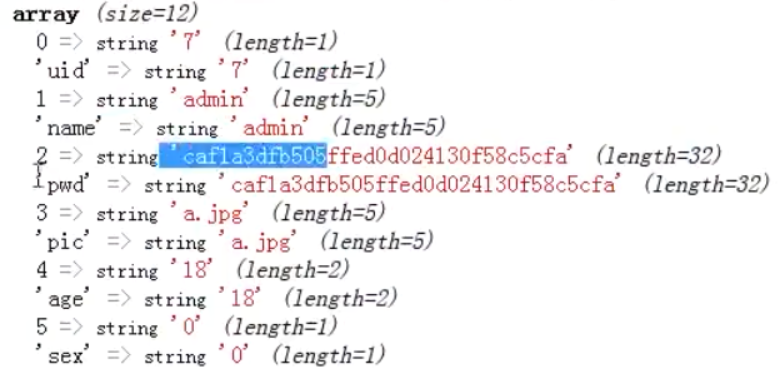 array (size=12)
0 => string '7' (length=1)
'uid' => string '7' (length=1)
1 => string 'admin' (length=5)
'name' => string 'admin' (length=5)
2 => string 'caf1a3dfb505ffed0d024130f58c5cfa' (length=32)
'pwd' => string 'caf1a3dfb505ffed0d024130f58c5cfa' (length=32)
3 => string 'a.jpg' (length=5)
'pic' => string 'a.jpg' (length=5)
4 => string '18' (length=2)
'age' => string '18' (length=2)
5 => string '0' (length=1)
'sex' => string '0' (length=1)